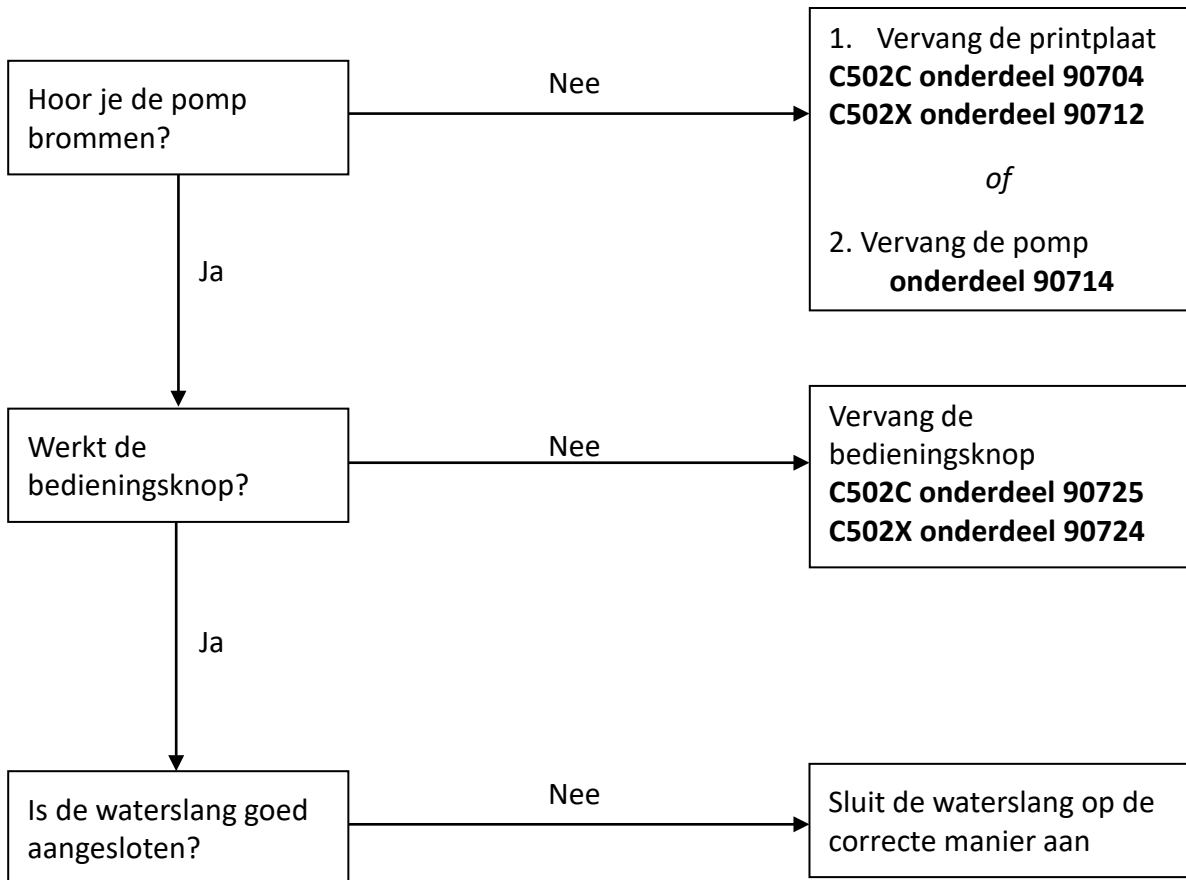 Hoor je de pomp
brommen?
Nee
1. Vervang de printplaat
C502C onderdeel 90704
C502X onderdeel 90712
of
2. Vervang de pomp
onderdeel 90714
Ja
Werkt de
bedieningsknop?
Nee
Vervang de
bedieningsknop
C502C onderdeel 90725
C502X onderdeel 90724
Ja
Is de waterslang goed
aangesloten?
Nee
Sluit de waterslang op de
correcte manier aan